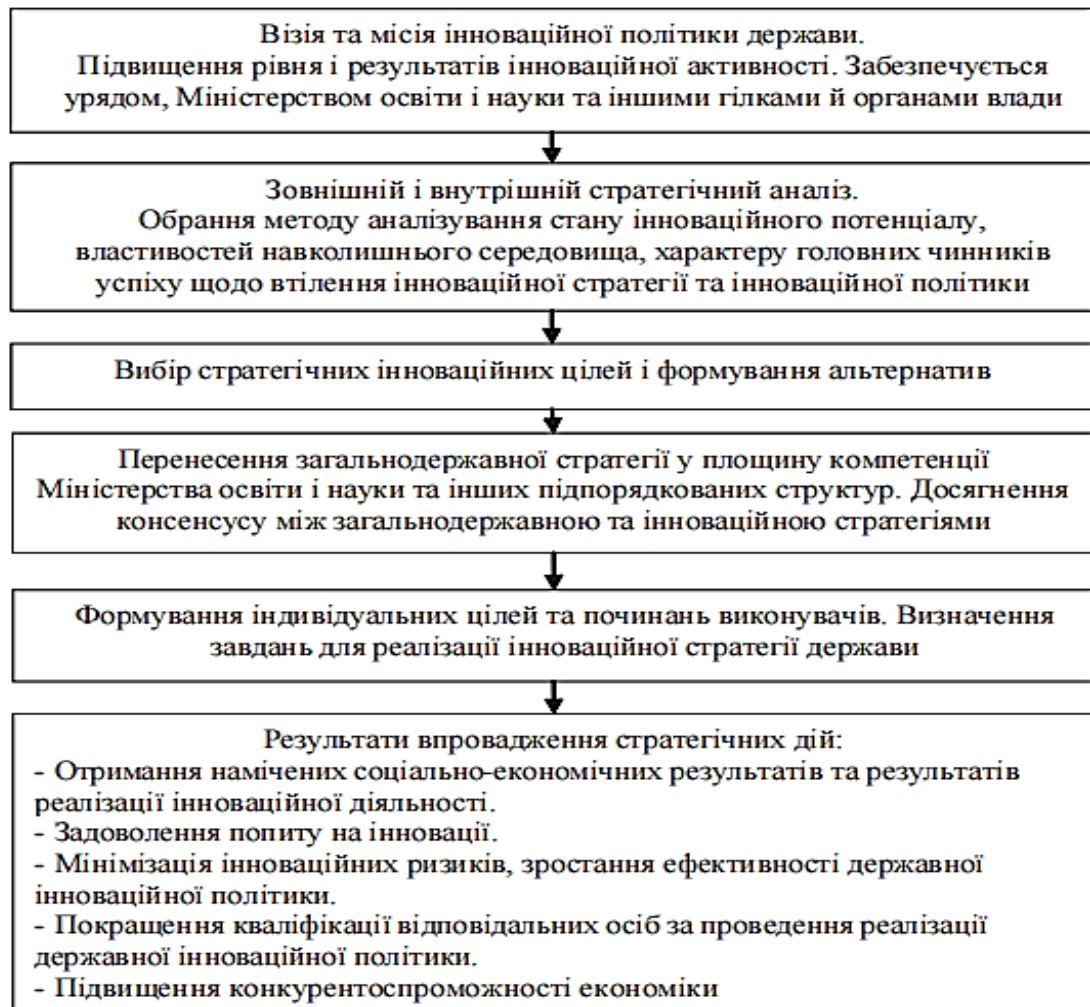 Візія та місія інноваційної політики держави.
Підвищення рівня і результатів інноваційної активності. Забезпечується
урядом, Міністерством освіти і науки та іншими гілками й органами влади
Зовнішній і внутрішній стратегічний аналіз.
Обрання методу аналізування стану інноваційного потенціалу,
властивостей навколишнього середовища, характеру головних чинників
успіху щодо втілення інноваційної стратегії та інноваційної політики
Вибір стратегічних інноваційних цілей і формування альтернатив
Перенесення загальнодержавної стратегії у площину компетенції
Міністерства освіти і науки та інших підпорядкованих структур. Досягнення
консенсусу між загальнодержавною та інноваційною стратегіями
Формування індивідуальних цілей та починань виконувачів. Визначення
завдань для реалізації інноваційної стратегії держави
Результати впровадження стратегічних дій:
- Отримання намічених соціально-економічних результатів та результатів
реалізації інноваційної діяльності.
- Задоволення попиту на інновації.
- Мінімізація інноваційних ризиків, зростання ефективності державної
інноваційної політики.
- Покращення кваліфікації відповідальних осіб за проведення реалізації
державної інноваційної політики.
- Підвищення конкурентоспроможності економіки